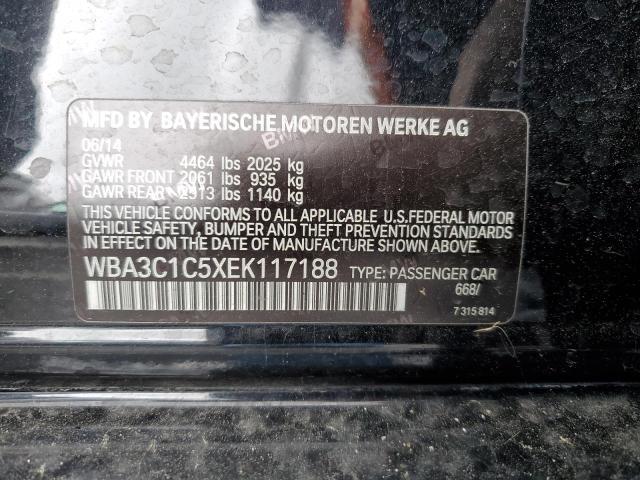 MFD BY BAYERISCHE MOTOREN WERKE AG
06/14
GVWR 4464 lbs 2025 kg
GAWR FRONT 2061 lbs 935 kg
GAWR REAR 2513 lbs 1140 kg
THIS VEHICLE CONFORMS TO ALL APPLICABLE U.S.FEDERAL MOTOR
VEHICLE SAFETY, BUMPER AND THEFT PREVENTION STANDARDS
IN EFFECT ON THE DATE OF MANUFACTURE SHOWN ABOVE.
WBA3C1C5XEK117188 TYPE: PASSENGER CAR
668/
7 315 814